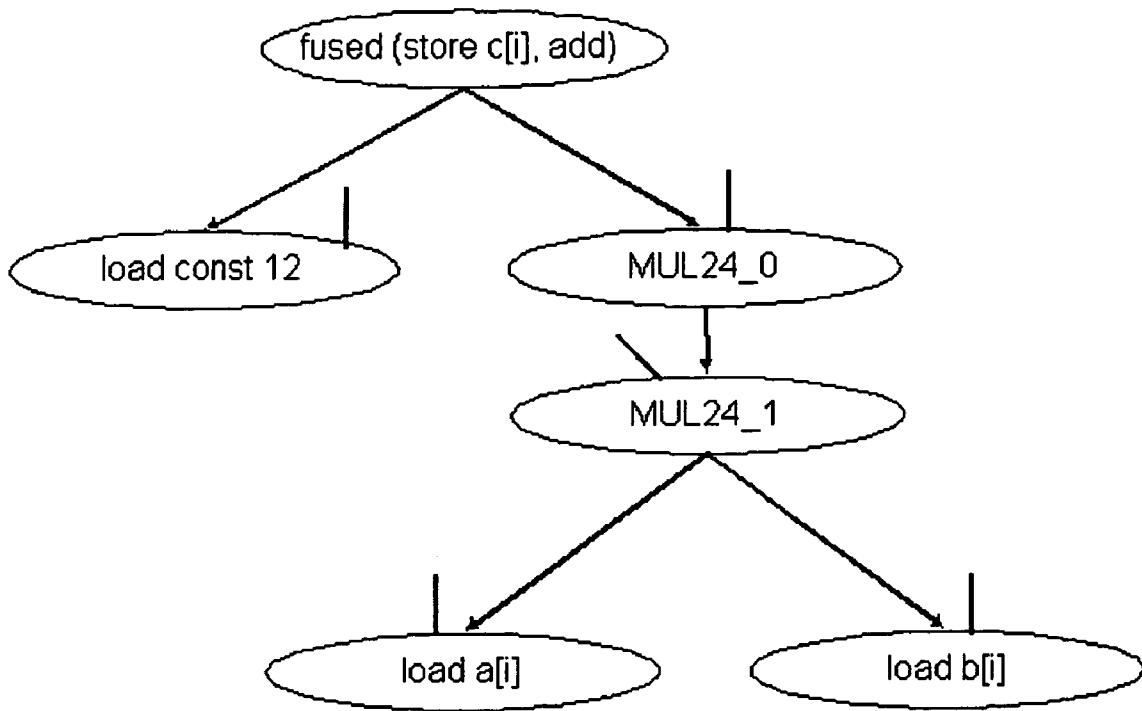 fused (store c[i], add)
load const 12
MUL24_0
MUL24_1
load a[i]
load b[i]